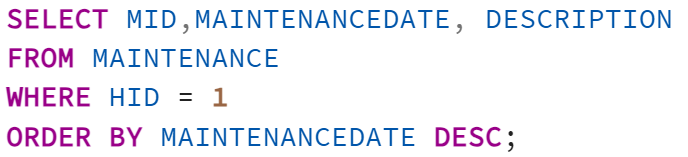 SELECT MID,MAINTENANCEDATE, DESCRIPTION
FROM MAINTENANCE
WHERE HID = 1
ORDER BY MAINTENANCEDATE DESC;